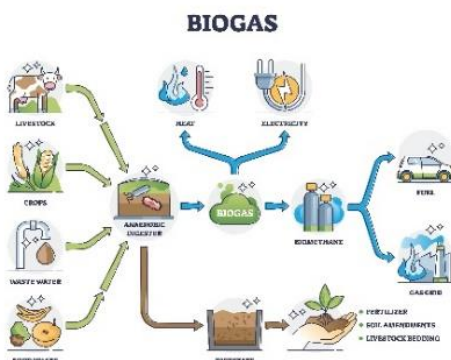 BIOGAS
HEAT
ELECTRICITY
LIVESTOCK
CROPS
ANAEROBIC
DIGESTER
BIOGAS
BIOMETHANE
FUEL
WASTE WATER
GAS GRID
FERTILIZER
SOIL AMENDMENTS
LIVESTOCK BEDDING